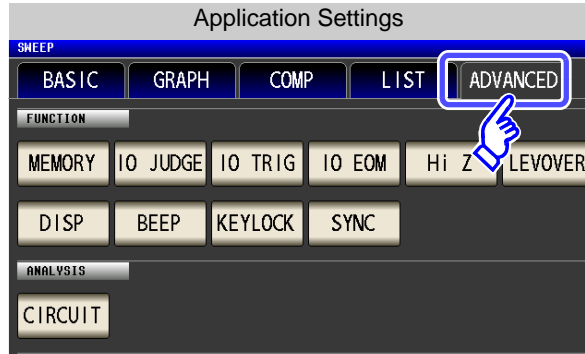 Application Settings
SWEEP
BASIC GRAPH COMP LIST ADVANCED
FUNCTION
MEMORY IO JUDGE IO TRIG IO EOM Hi Z LEVOVER
DISP BEEP KEYLOCK SYNC
ANALYSIS
CIRCUIT